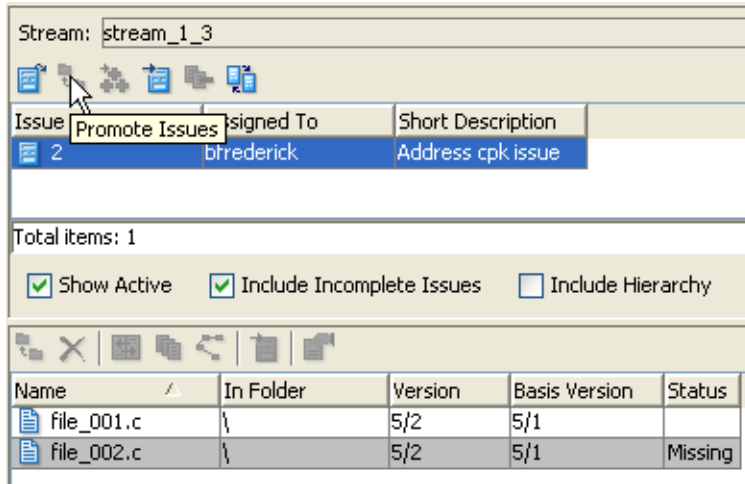 Stream: stream_1_3
Issue ssigned To Short Description
Promote Issues
2 bfrederick Address cpk issue
Total items: 1
Show Active Include Incomplete Issues Include Hierarchy
Name In Folder Version Basis Version Status
file_001.c \ 5/2 5/1
file_002.c \ 5/2 5/1 Missing